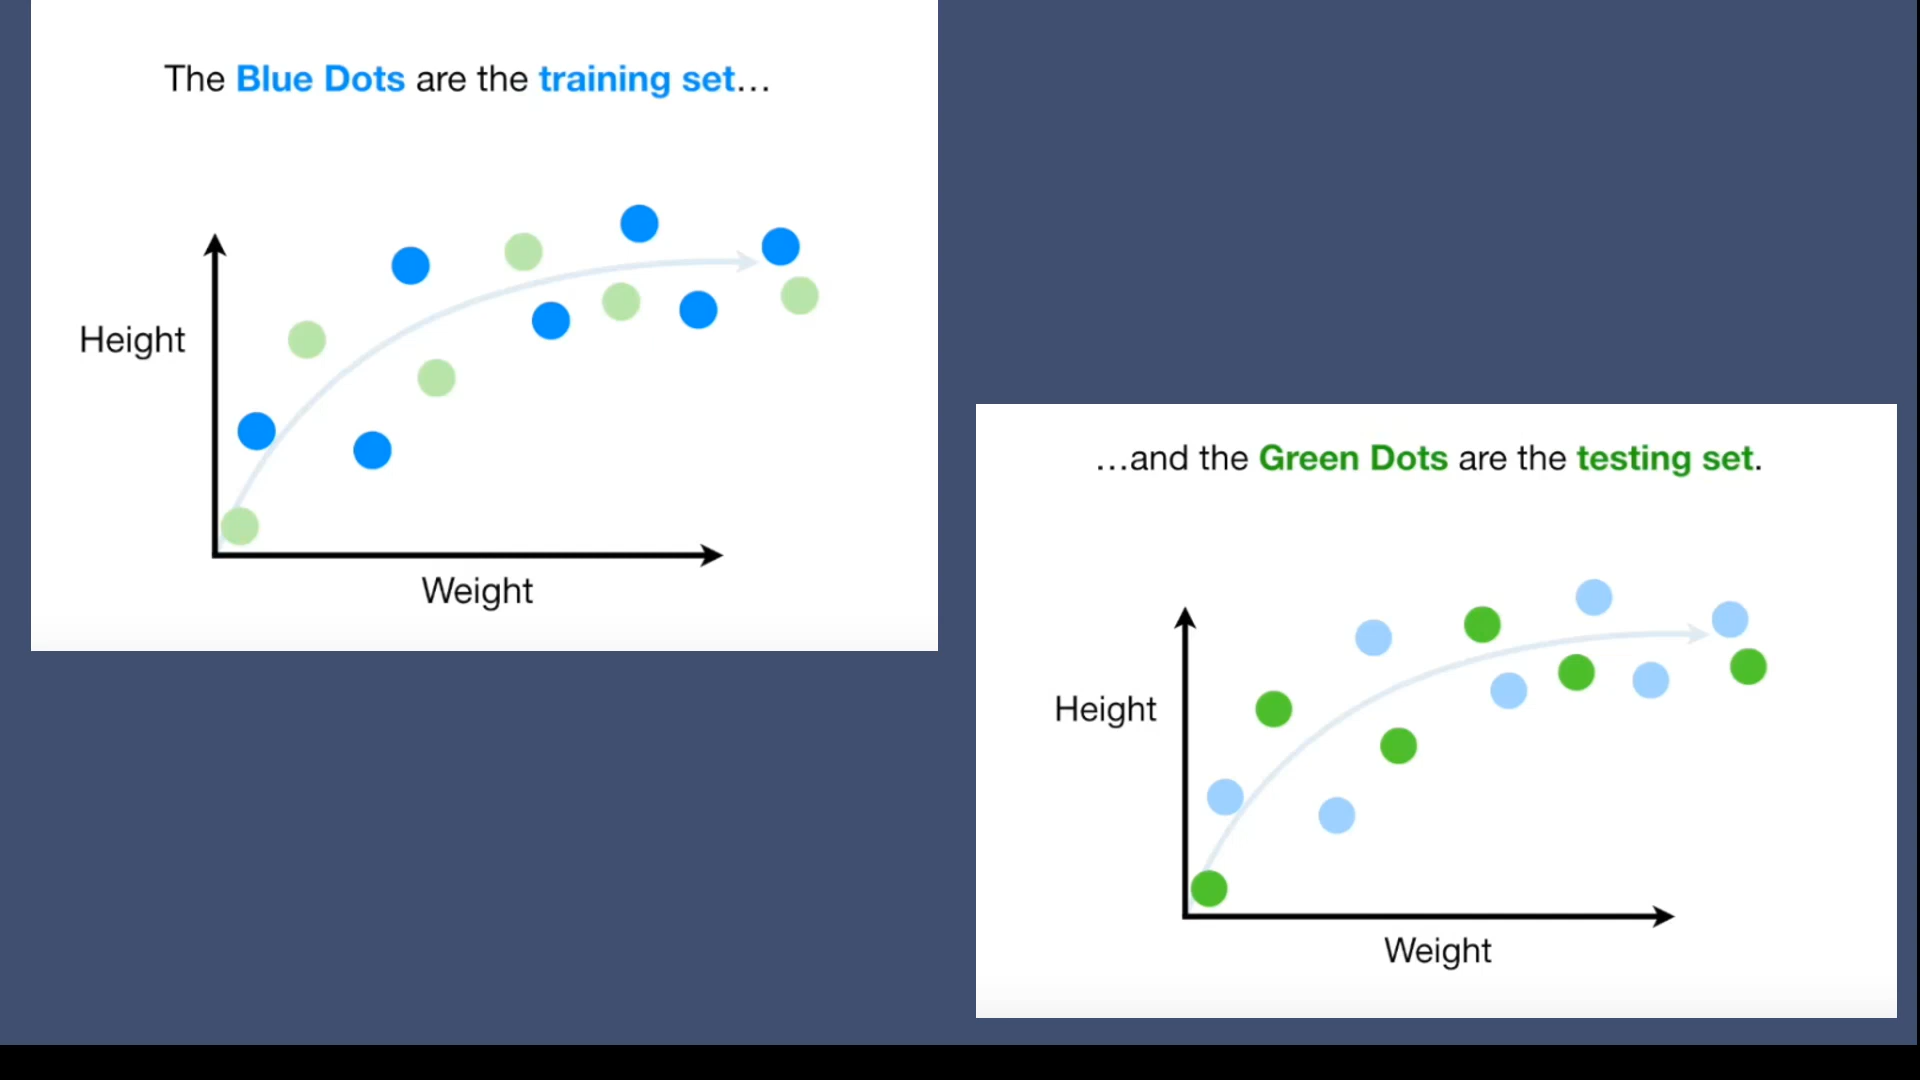 The Blue Dots are the training set…
Height
Weight
…and the Green Dots are the testing set.
Height
Weight